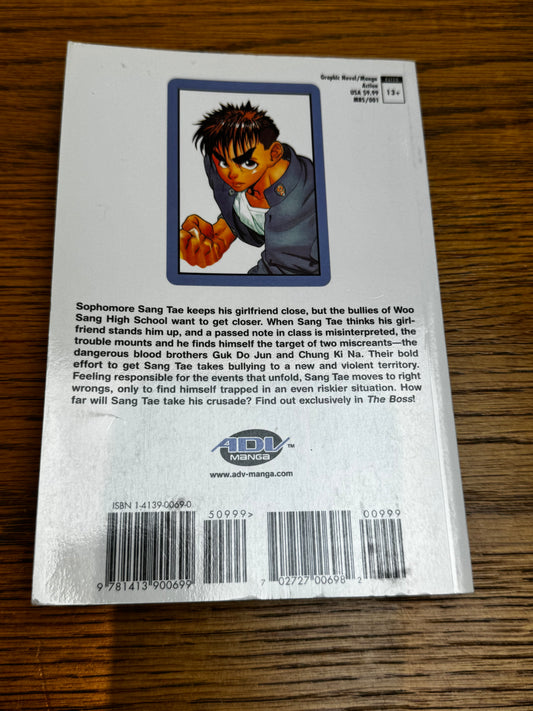 Graphic Novel/Manga
Action
USA $9.99
MBS/001
13+
Sophomore Sang Tae keeps his girlfriend close, but the bullies of Woo
Sang High School want to get closer. When Sang Tae thinks his girl-
friend stands him up, and a passed note in class is misinterpreted, the
trouble mounts and he finds himself the target of two miscreants—the
dangerous blood brothers Guk Do Jun and Chung Ki Na. Their bold
effort to get Sang Tae takes bullying to a new and violent territory.
Feeling responsible for the events that unfold, Sang Tae moves to right
wrongs, only to find himself trapped in an even riskier situation. How
far will Sang Tae take his crusade? Find out exclusively in The Boss!
ADV
MANGA
™
www.adv-manga.com
ISBN 1-4139-0069-0
50999>
00999
9 781413 900699
7 02727 00698 2